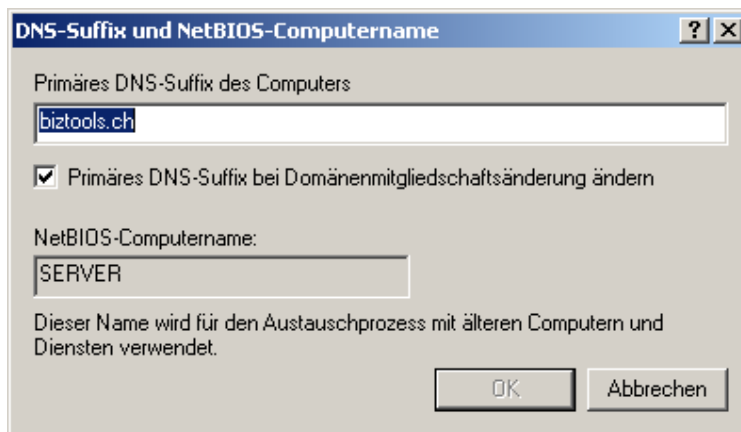 DNS-Suffix und NetBIOS-Computername
Primäres DNS-Suffix des Computers
biztools.ch
Primäres DNS-Suffix bei Domänenmitgliedschaftsänderung ändern
NetBIOS-Computername:
SERVER
Dieser Name wird für den Austauschprozess mit älteren Computern und
Diensten verwendet.
OK Abbrechen